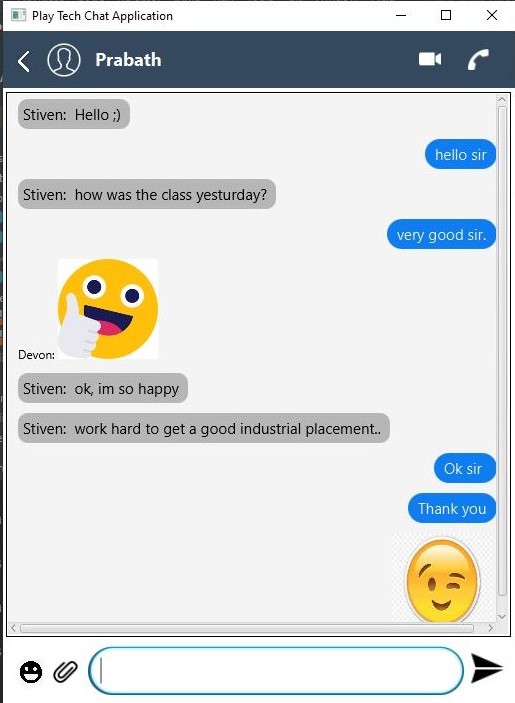 Play Tech Chat Application
Prabath
Stiven: Hello ;)
hello sir
Stiven: how was the class yesturday?
very good sir.
Devon:
Stiven: ok, im so happy
Stiven: work hard to get a good industrial placement..
Ok sir
Thank you